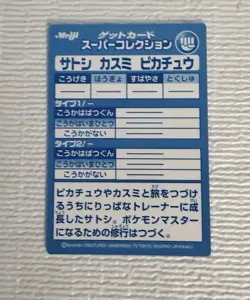 Meiji ゲットカード
スーパーコレクション
サトシ カスミ ピカチュウ
こうげき ぼうぎょ すばやさ とくしゅ
— — — —
タイプ1/ —
こうかはばつぐん —
こうかはいまひとつ —
こうかがない —
タイプ2/ —
こうかはばつぐん —
こうかはいまひとつ —
こうかがない —
ピカチュウやカスミと旅をつづけ
るうちにりっぱなトレーナーに成
長したサトシ。ポケモンマスター
になるための修行はつづく。